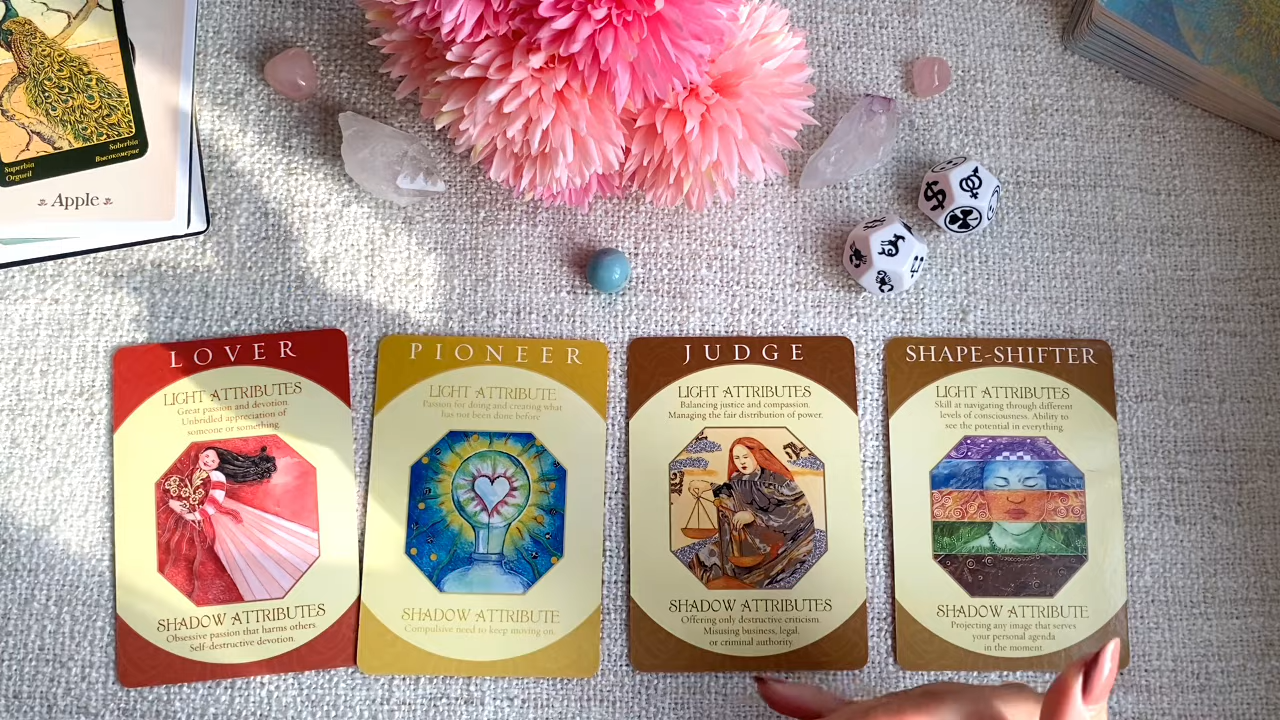 Superbia
Orgueil
Soberbia
Высокомерие
Apple
LOVER
LIGHT ATTRIBUTES
Great passion and devotion.
Unbridled appreciation of
someone or something.
SHADOW ATTRIBUTES
Obsessive passion that harms others.
Self-destructive devotion.
PIONEER
LIGHT ATTRIBUTE
Passion for doing and creating what
has not been done before
SHADOW ATTRIBUTE
Compulsive need to keep moving on.
JUDGE
LIGHT ATTRIBUTES
Balancing justice and compassion.
Managing the fair distribution of power.
SHADOW ATTRIBUTES
Offering only destructive criticism.
Misusing business, legal,
or criminal authority.
SHAPE-SHIFTER
LIGHT ATTRIBUTES
Skill at navigating through different
levels of consciousness. Ability to
see the potential in everything.
SHADOW ATTRIBUTE
Projecting any image that serves
your personal agenda
in the moment.